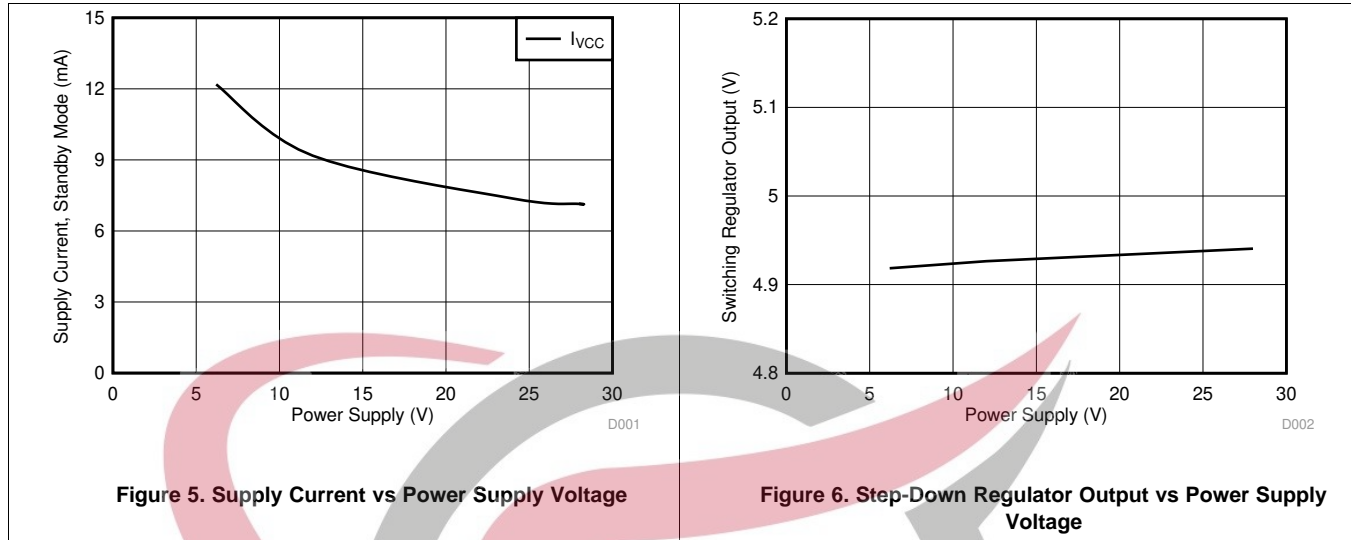 Supply Current, Standby Mode (mA)
15
12
9
6
3
0
0 5 10 15 20 25 30
Power Supply (V)
I_VCC
D001
Figure 5. Supply Current vs Power Supply Voltage
Switching Regulator Output (V)
5.2
5.1
5
4.9
4.8
0 5 10 15 20 25 30
Power Supply (V)
D002
Figure 6. Step-Down Regulator Output vs Power Supply
Voltage